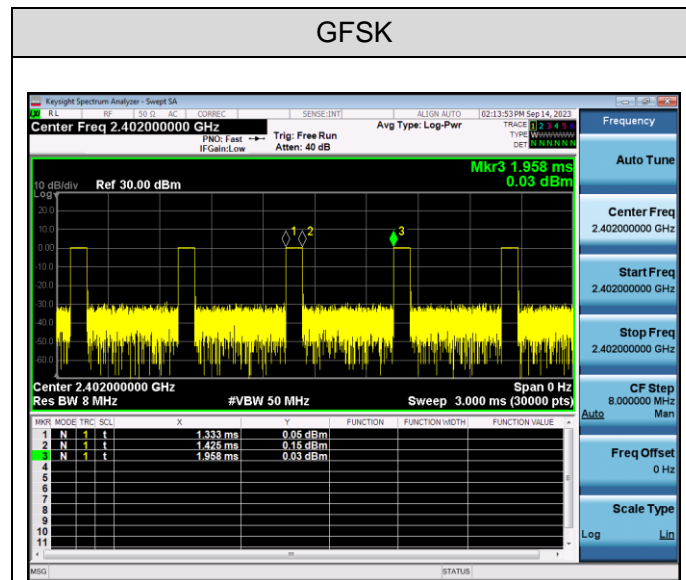 GFSK
Keysight Spectrum Analyzer - Swept SA
RL RF 50 Ω AC CORREC SENSE:INT ALIGN AUTO 02:13:53 PM Sep 14, 2023
Center Freq 2.402000000 GHz
PNO: Fast
IFGain:Low
Trig: Free Run
Atten: 40 dB
Avg Type: Log-Pwr
TRACE 1 2 3 4 5 6
TYPE WWWWWW
DET N N N N N N
Mkr3 1.958 ms
0.03 dBm
10 dB/div Ref 30.00 dBm
Log
20.0
10.0
0.00
-10.0
-20.0
-30.0
-40.0
-50.0
-60.0
1 2 3
Center 2.402000000 GHz Span 0 Hz
Res BW 8 MHz #VBW 50 MHz Sweep 3.000 ms (30000 pts)
MKR MODE TRC SCL X Y FUNCTION FUNCTION WIDTH FUNCTION VALUE
1 N 1 t 1.333 ms 0.05 dBm
2 N 1 t 1.425 ms 0.15 dBm
3 N 1 t 1.958 ms 0.03 dBm
4
5
6
7
8
9
10
11
MSG STATUS
Frequency
Auto Tune
Center Freq
2.402000000 GHz
Start Freq
2.402000000 GHz
Stop Freq
2.402000000 GHz
CF Step
8.000000 MHz
Auto Man
Freq Offset
0 Hz
Scale Type
Log Lin